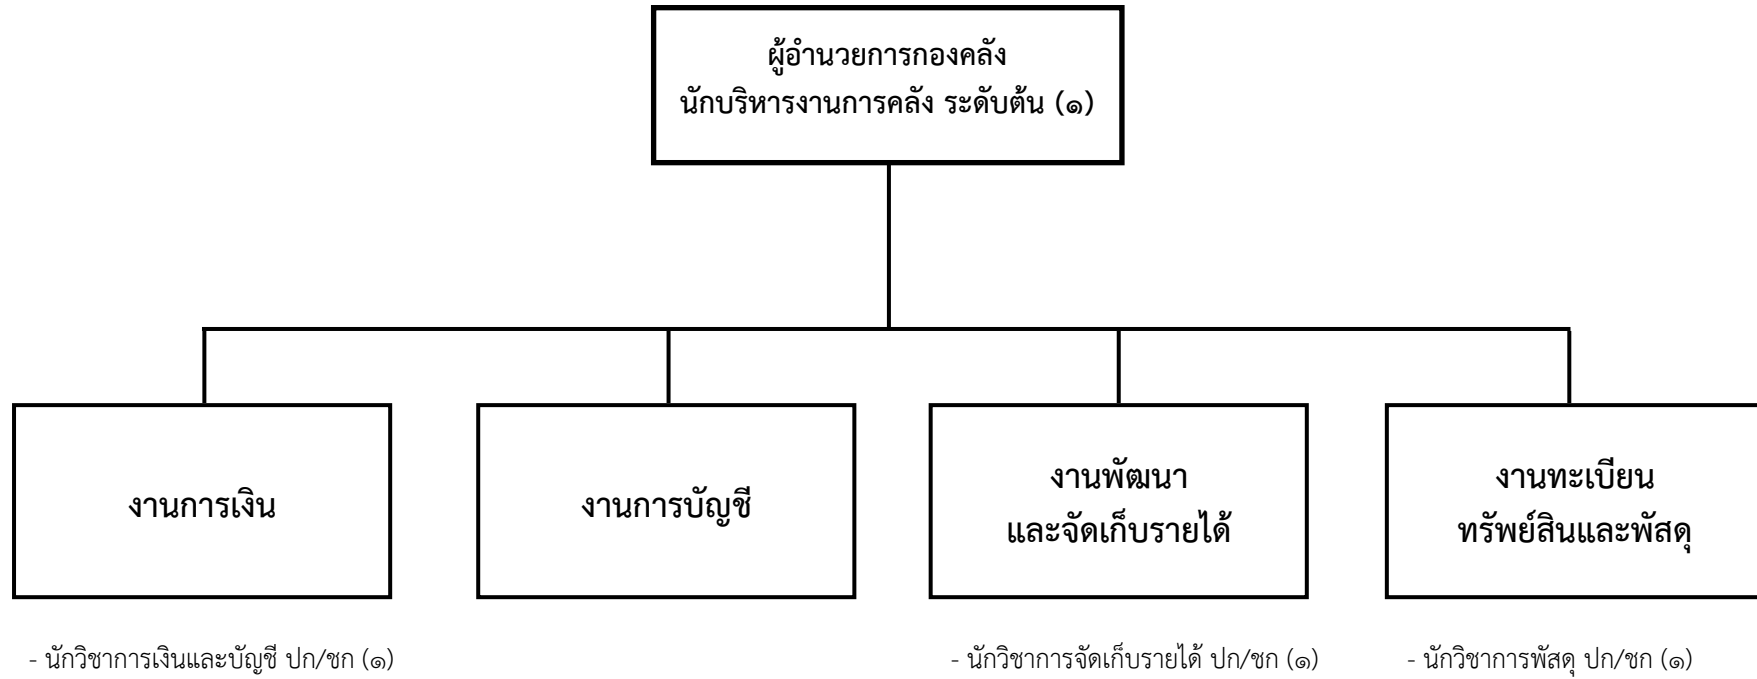 ผู้อำนวยการกองคลัง
นักบริหารงานการคลัง ระดับต้น (๑)
งานการเงิน
งานการบัญชี
งานพัฒนา
และจัดเก็บรายได้
งานทะเบียน
ทรัพย์สินและพัสดุ
- นักวิชาการเงินและบัญชี ปก/ชก (๑)
- นักวิชาการจัดเก็บรายได้ ปก/ชก (๑)
- นักวิชาการพัสดุ ปก/ชก (๑)